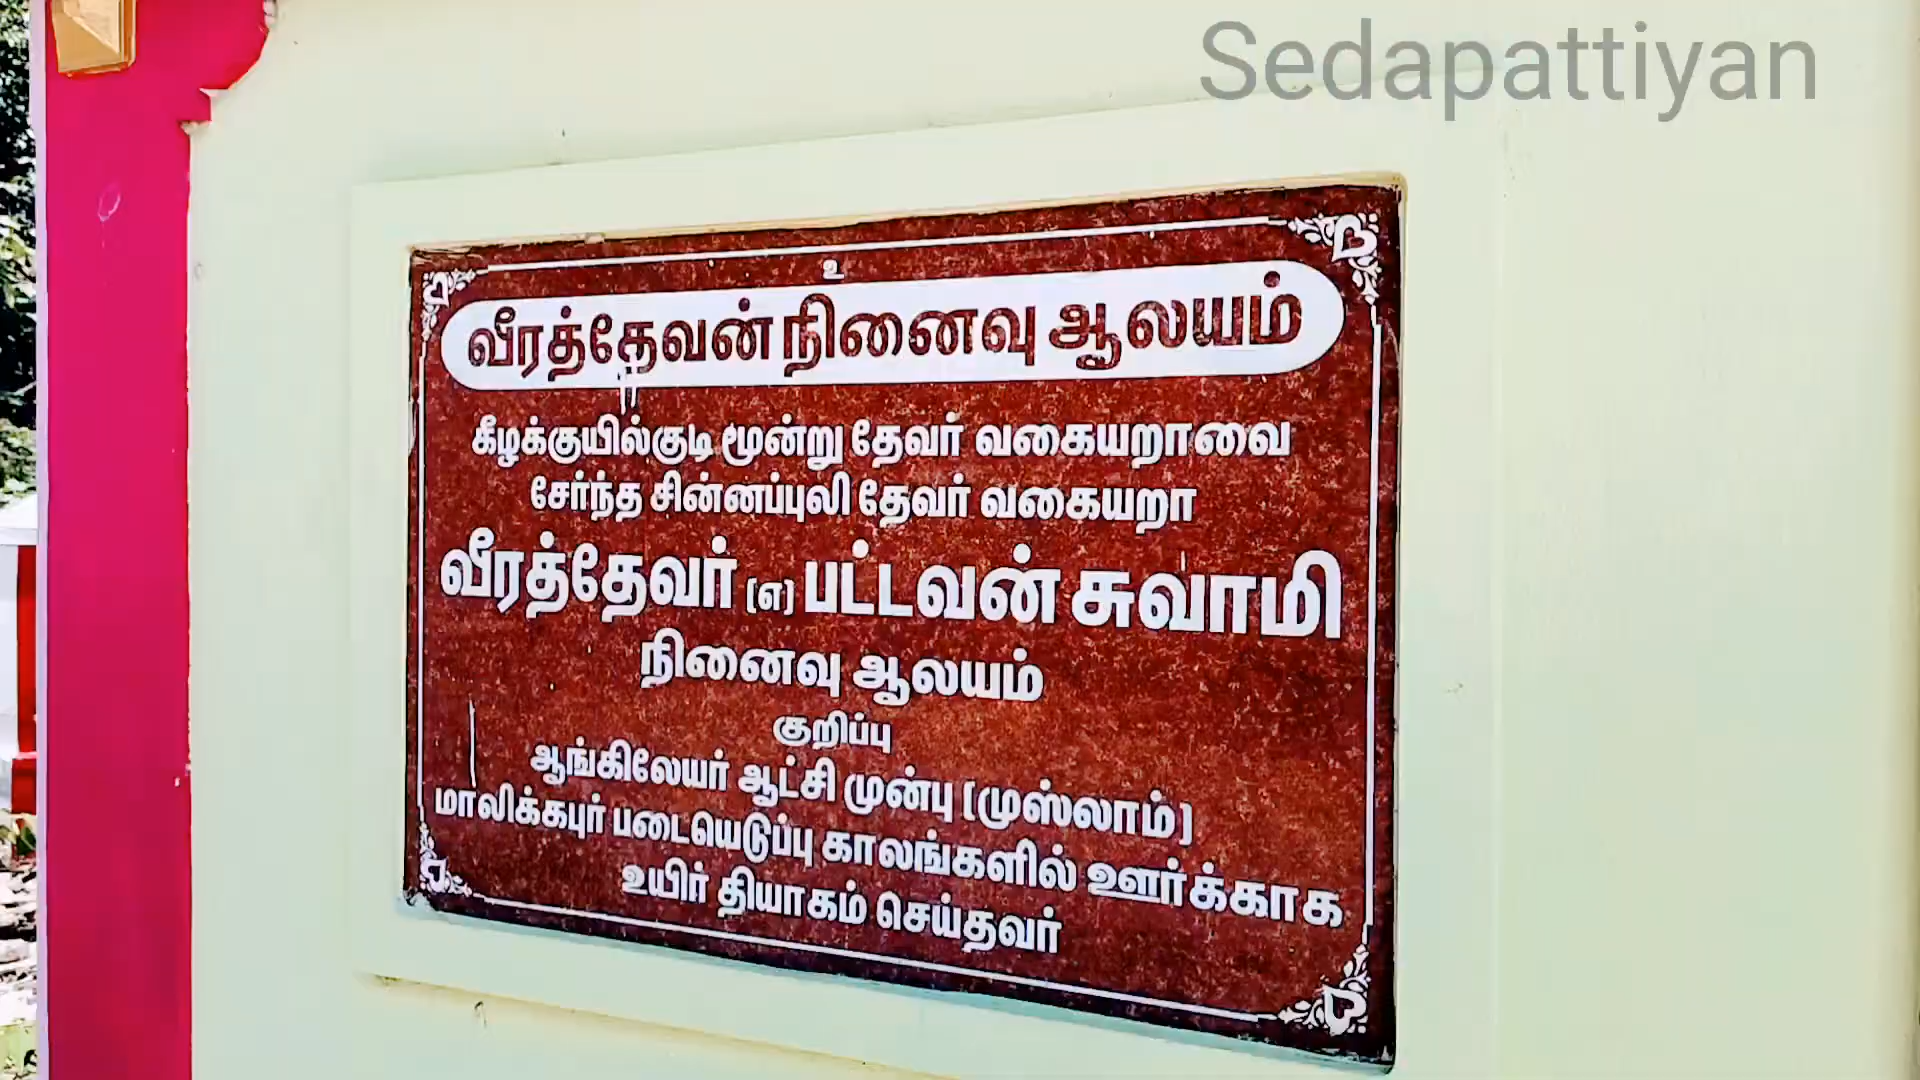 Sedapattiyan
உ
வீரத்தேவன் நினைவு ஆலயம்
கீழக்குயில்குடி மூன்று தேவர் வகையறாவை
சேர்ந்த சின்னப்புலி தேவர் வகையறா
வீரத்தேவர் (எ) பட்டவன் சுவாமி
நினைவு ஆலயம்
குறிப்பு
ஆங்கிலேயர் ஆட்சி முன்பு (முஸ்லாம்)
மாலிக்கபுர் படையெடுப்பு காலங்களில் ஊர்க்காக
உயிர் தியாகம் செய்தவர்